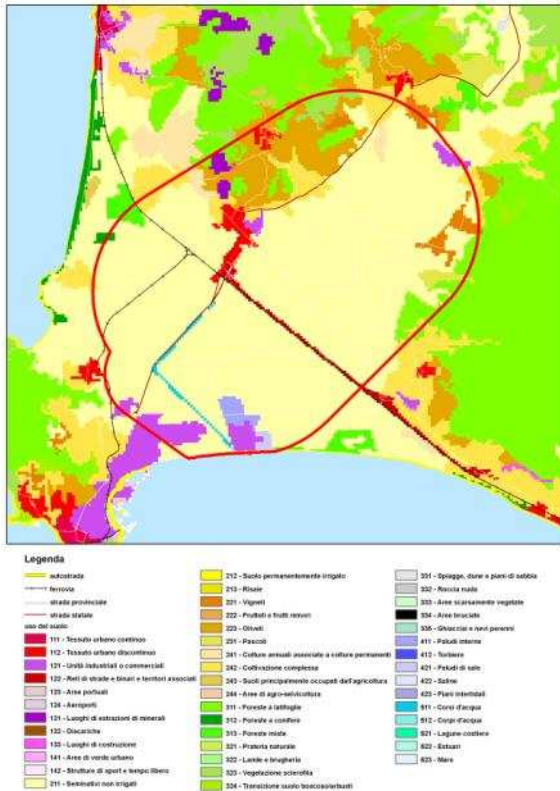 Legenda
autostrada
ferrovia
strada provinciale
strada statale
uso del suolo
111 - Tessuto urbano continuo
112 - Tessuto urbano discontinuo
121 - Unità industriali o commerciali
122 - Reti di strade e binari e territori associati
123 - Aree portuali
124 - Aeroporti
131 - Luoghi di estrazioni di minerali
132 - Discariche
133 - Luoghi di costruzione
141 - Aree di verde urbano
142 - Strutture di sport e tempo libero
211 - Seminativi non irrigati
212 - Suolo permanentemente irrigato
213 - Risaie
221 - Vigneti
222 - Frutteti e frutti minori
223 - Oliveti
231 - Pascoli
241 - Colture annuali associate a colture permanenti
242 - Coltivazione complessa
243 - Suoli principalmente occupati dall'agricoltura
244 - Aree di agro-selvicoltura
311 - Foreste a latifoglie
312 - Foreste a conifere
313 - Foreste miste
321 - Prateria naturale
322 - Lande e brugheria
323 - Vegetazione sclerofila
324 - Transizione suolo boscoso/arbusti
331 - Spiagge, dune e piani di sabbia
332 - Roccia nuda
333 - Aree scarsamente vegetate
334 - Aree bruciate
335 - Ghiacciai e nevi perenni
411 - Paludi interne
412 - Torbiere
421 - Paludi di sale
422 - Saline
423 - Piani intertidali
511 - Corsi d'acqua
512 - Corpi d'acqua
521 - Lagune costiere
522 - Estuari
523 - Mare